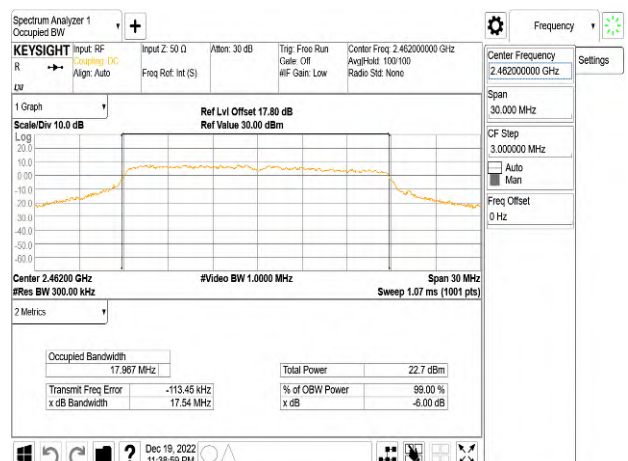 Spectrum Analyzer 1
Occupied BW
Frequency
KEYSIGHT
Input: RF
Coupling: DC
Align: Auto
Input Z: 50 Ω
Freq Ref: Int (S)
Atten: 30 dB
Trig: Free Run
Gate: Off
#IF Gain: Low
Center Freq: 2.462000000 GHz
Avg|Hold: 100/100
Radio Std: None
R
Center Frequency
2.462000000 GHz
Settings
Span
30.000 MHz
CF Step
3.000000 MHz
Auto
Man
Freq Offset
0 Hz
1 Graph
Scale/Div 10.0 dB
Ref Lvl Offset 17.80 dB
Ref Value 30.00 dBm
Log
20.0
10.0
0.00
-10.0
-20.0
-30.0
-40.0
-50.0
-60.0
Center 2.46200 GHz
#Video BW 1.0000 MHz
Span 30 MHz
#Res BW 300.00 kHz
Sweep 1.07 ms (1001 pts)
2 Metrics
Occupied Bandwidth
17.967 MHz
Total Power 22.7 dBm
Transmit Freq Error -113.45 kHz
% of OBW Power 99.00 %
x dB Bandwidth 17.54 MHz
x dB -6.00 dB
Dec 19, 2022
11:38:59 PM